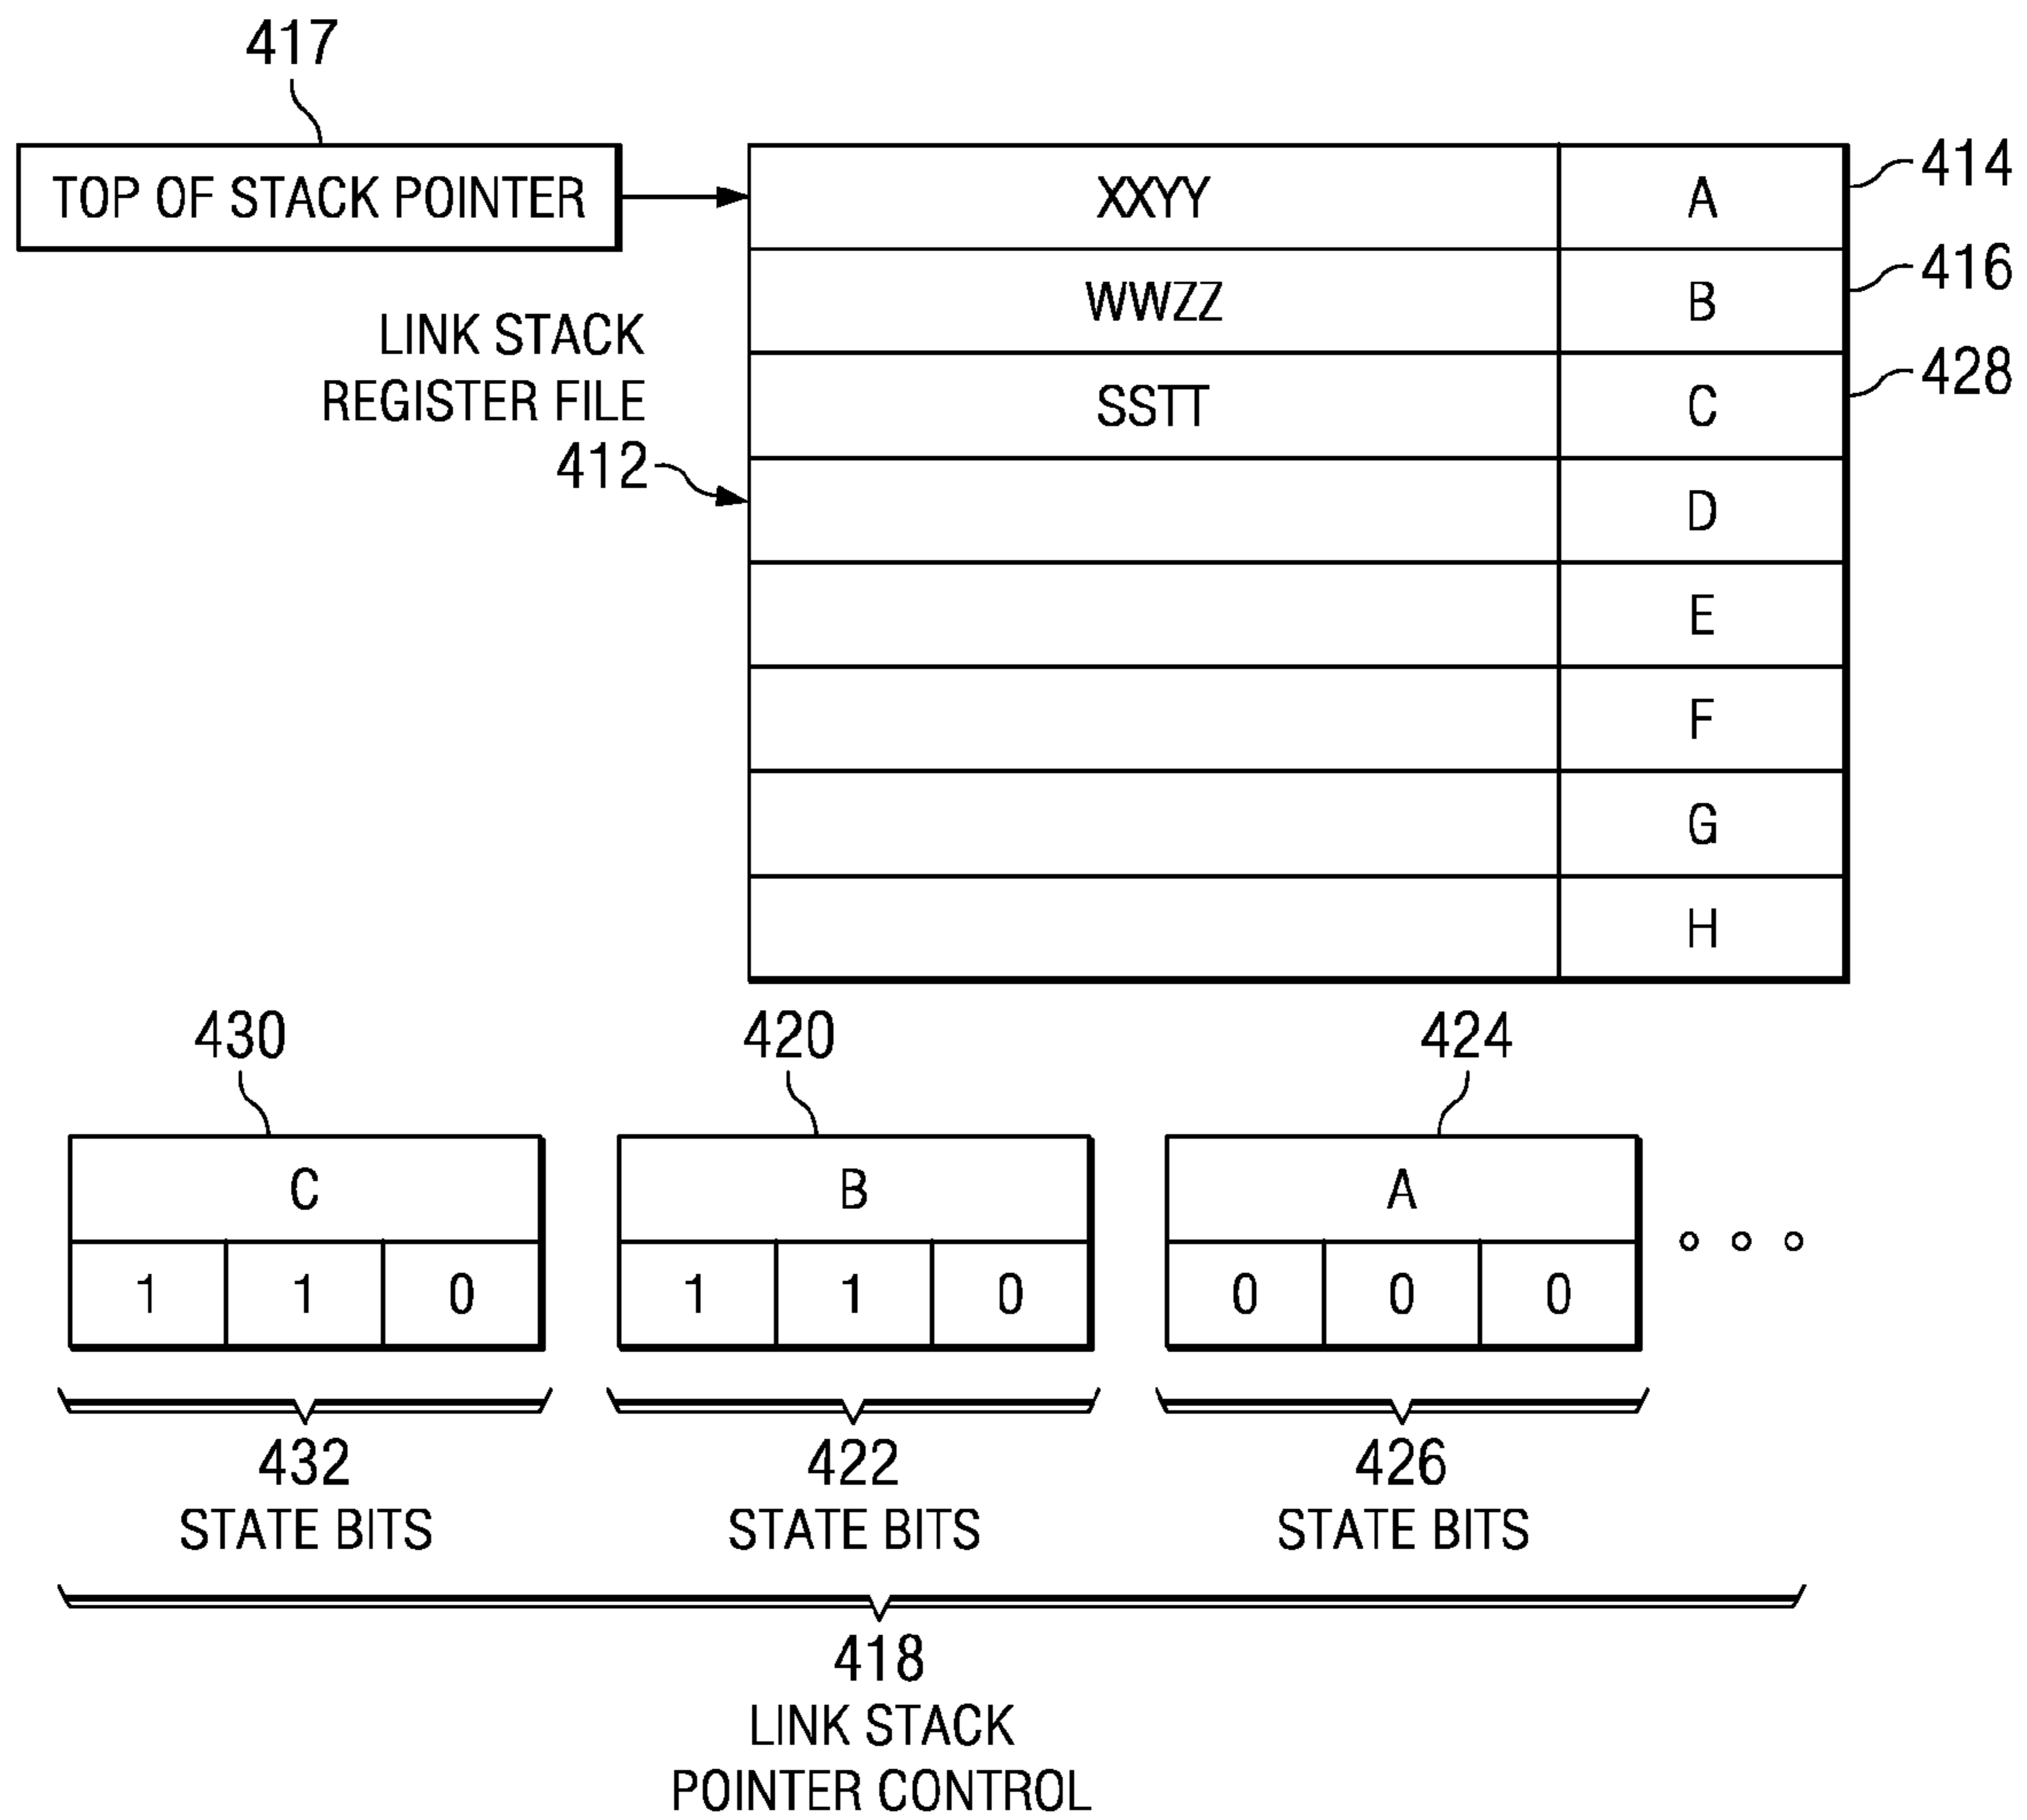 417
TOP OF STACK POINTER
XXYY A 414
WWZZ B 416
LINK STACK
REGISTER FILE
412
SSTT C 428
D
E
F
G
H
430 420 424
C B A
1 1 0 1 1 0 0 0 0
432 422 426
STATE BITS STATE BITS STATE BITS
418
LINK STACK
POINTER CONTROL